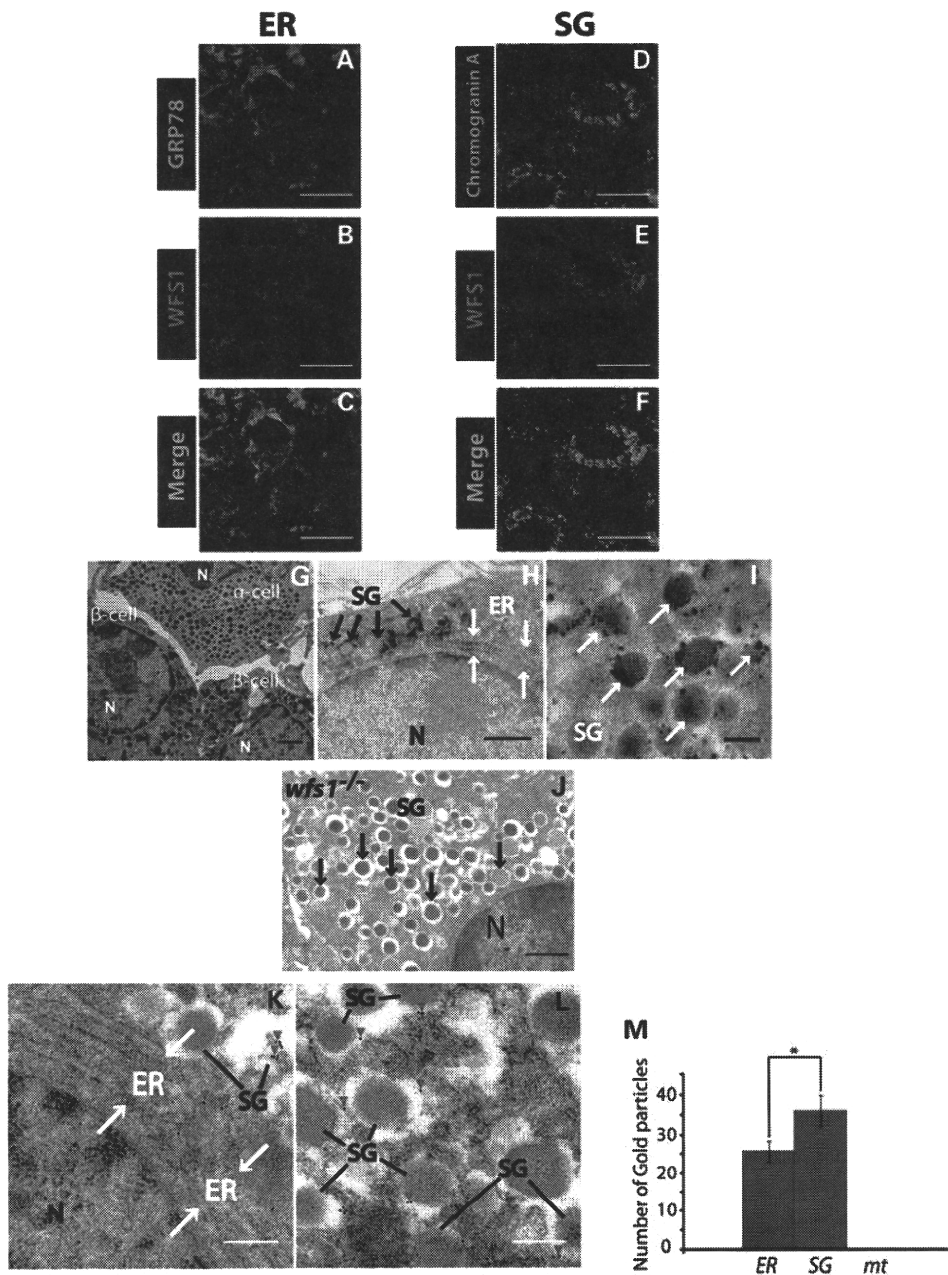 ER
SG
A
D
GRP78
Chromogranin A
B
E
WFS1
WFS1
C
F
Merge
Merge
N
G
α-cell
β-cell
β-cell
N
N
SG
H
ER
N
I
SG
wfs1-/-
J
SG
N
K
ER
SG
ER
N
SG
L
SG
SG
M
Number of Gold particles
*
40
30
20
10
0
ER SG mt